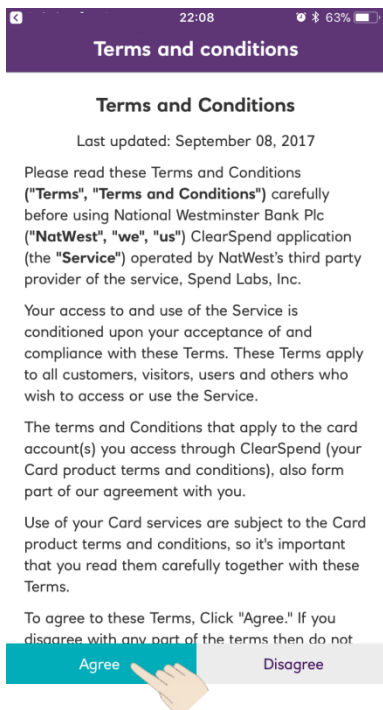 22:08
63%
Terms and conditions
Terms and Conditions
Last updated: September 08, 2017
Please read these Terms and Conditions
("Terms", "Terms and Conditions") carefully
before using National Westminster Bank Plc
("NatWest", "we", "us") ClearSpend application
(the "Service") operated by NatWest's third party
provider of the service, Spend Labs, Inc.
Your access to and use of the Service is
conditioned upon your acceptance of and
compliance with these Terms. These Terms apply
to all customers, visitors, users and others who
wish to access or use the Service.
The terms and Conditions that apply to the card
account(s) you access through ClearSpend (your
Card product terms and conditions), also form
part of our agreement with you.
Use of your Card services are subject to the Card
product terms and conditions, so it's important
that you read them carefully together with these
Terms.
To agree to these Terms, Click "Agree." If you
disagree with any part of the terms then do not
Agree
Disagree